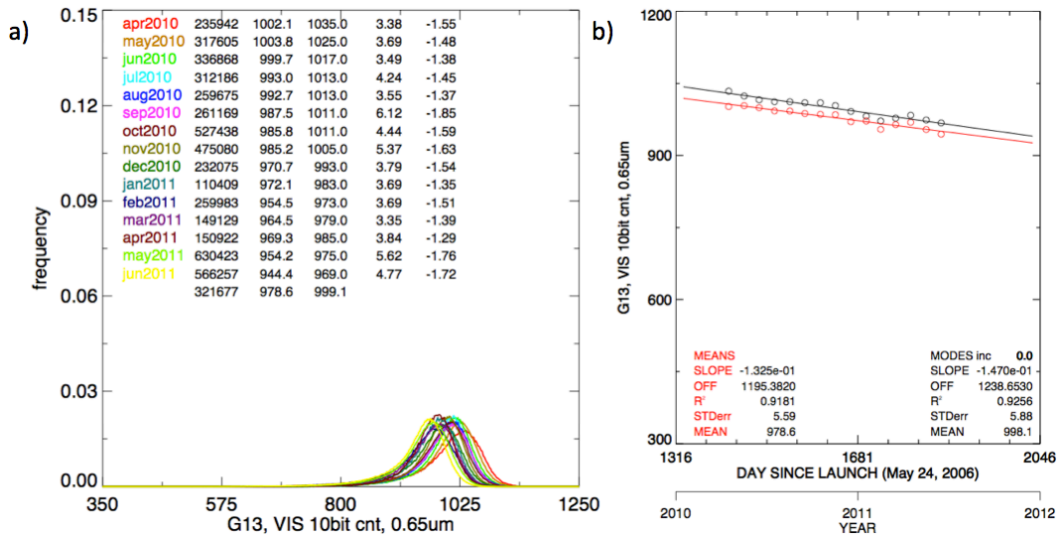 a)
0.15
0.12
0.09
0.06
0.03
0.00
frequency
apr2010 235942 1002.1 1035.0 3.38 -1.55
may2010 317605 1003.8 1025.0 3.69 -1.48
jun2010 336868 999.7 1017.0 3.49 -1.38
jul2010 312186 993.0 1013.0 4.24 -1.45
aug2010 259675 992.7 1013.0 3.55 -1.37
sep2010 261169 987.5 1011.0 6.12 -1.85
oct2010 527438 985.8 1011.0 4.44 -1.59
nov2010 475080 985.2 1005.0 5.37 -1.63
dec2010 232075 970.7 993.0 3.79 -1.54
jan2011 110409 972.1 983.0 3.69 -1.35
feb2011 259983 954.5 973.0 3.69 -1.51
mar2011 149129 964.5 979.0 3.35 -1.39
apr2011 150922 969.3 985.0 3.84 -1.29
may2011 630423 954.2 975.0 5.62 -1.76
jun2011 566257 944.4 969.0 4.77 -1.72
321677 978.6 999.1
350 575 800 1025 1250
G13, VIS 10bit cnt, 0.65um
b)
1200
900
600
300
G13, VIS 10bit cnt, 0.65um
MEANS
SLOPE -1.325e-01
OFF 1195.3820
R² 0.9181
STDerr 5.59
MEAN 978.6
MODES inc 0.0
SLOPE -1.470e-01
OFF 1238.6530
R² 0.9256
STDerr 5.88
MEAN 998.1
1316 1681 2046
DAY SINCE LAUNCH (May 24, 2006)
2010 2011 2012
YEAR